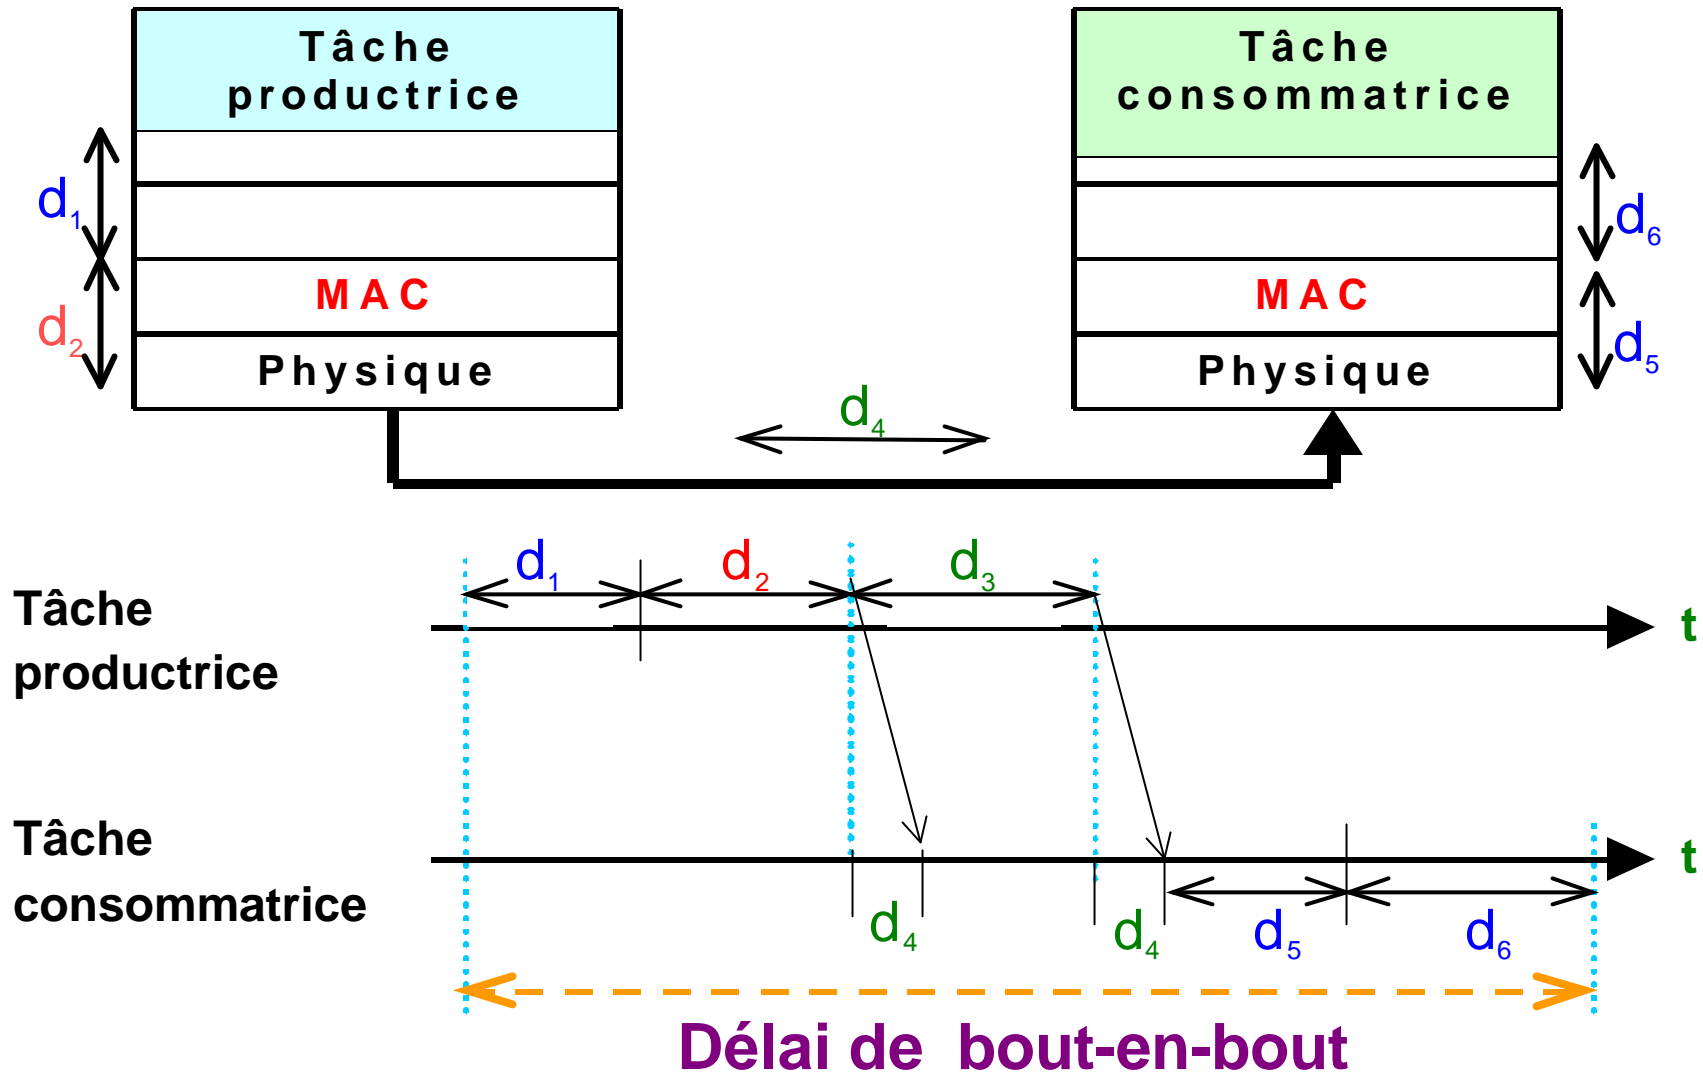 Tâche
productrice
Tâche
consommatrice
d1
d6
MAC
MAC
d2
d5
Physique
Physique
d4
d1
d2
d3
Tâche
productrice
t
Tâche
consommatrice
t
d4
d4
d5
d6
Délai de bout-en-bout